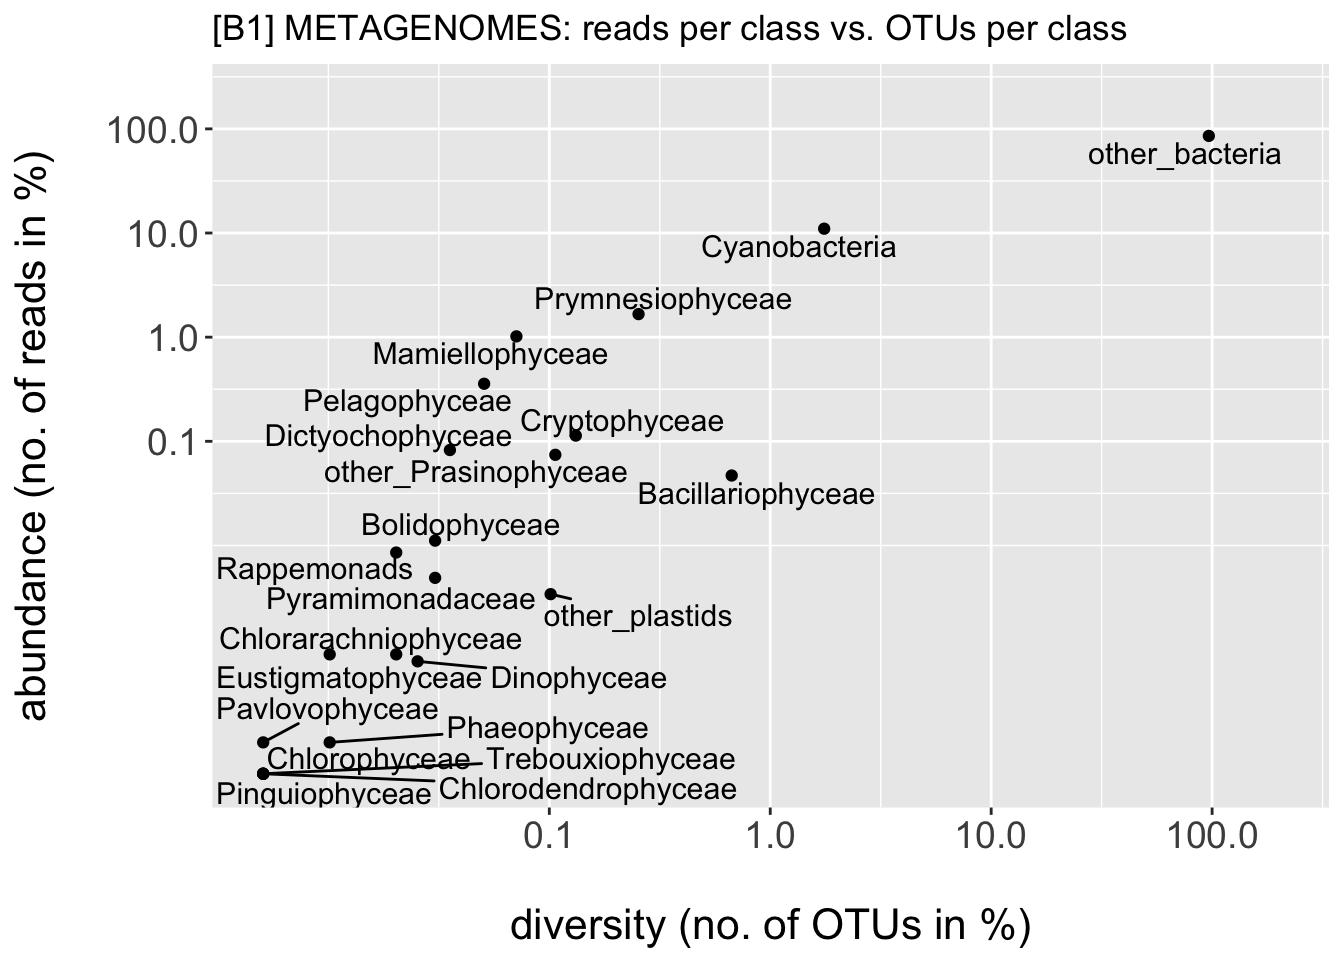 [B1] METAGENOMES: reads per class vs. OTUs per class
abundance (no. of reads in %)
100.0
10.0
1.0
0.1
other_bacteria
Cyanobacteria
Prymnesiophyceae
Mamiellophyceae
Pelagophyceae
Cryptophyceae
Dictyochophyceae
other_Prasinophyceae
Bacillariophyceae
Bolidophyceae
Rappemonads
Pyramimonadaceae
other_plastids
Chlorarachniophyceae
Eustigmatophyceae Dinophyceae
Pavlovophyceae
Phaeophyceae
Chlorophyceae Trebouxiophyceae
Pinguiophyceae Chlorodendrophyceae
0.1 1.0 10.0 100.0
diversity (no. of OTUs in %)